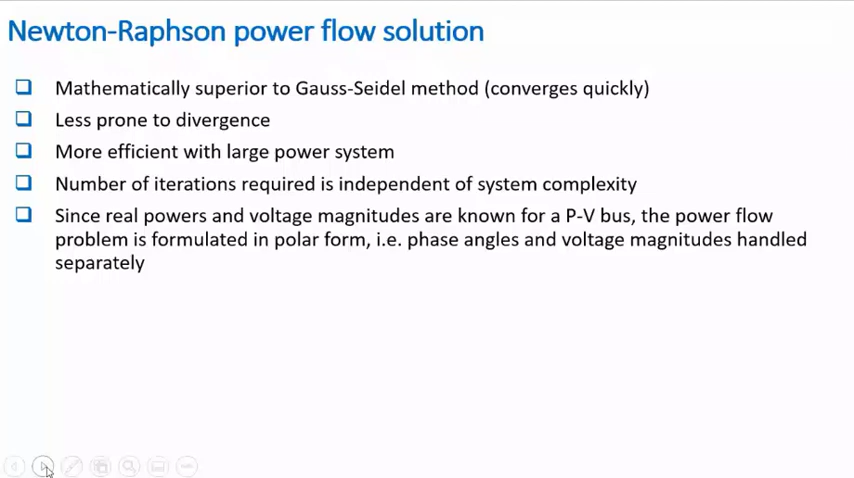 Newton-Raphson power flow solution
Mathematically superior to Gauss-Seidel method (converges quickly)
Less prone to divergence
More efficient with large power system
Number of iterations required is independent of system complexity
Since real powers and voltage magnitudes are known for a P-V bus, the power flow
problem is formulated in polar form, i.e. phase angles and voltage magnitudes handled
separately